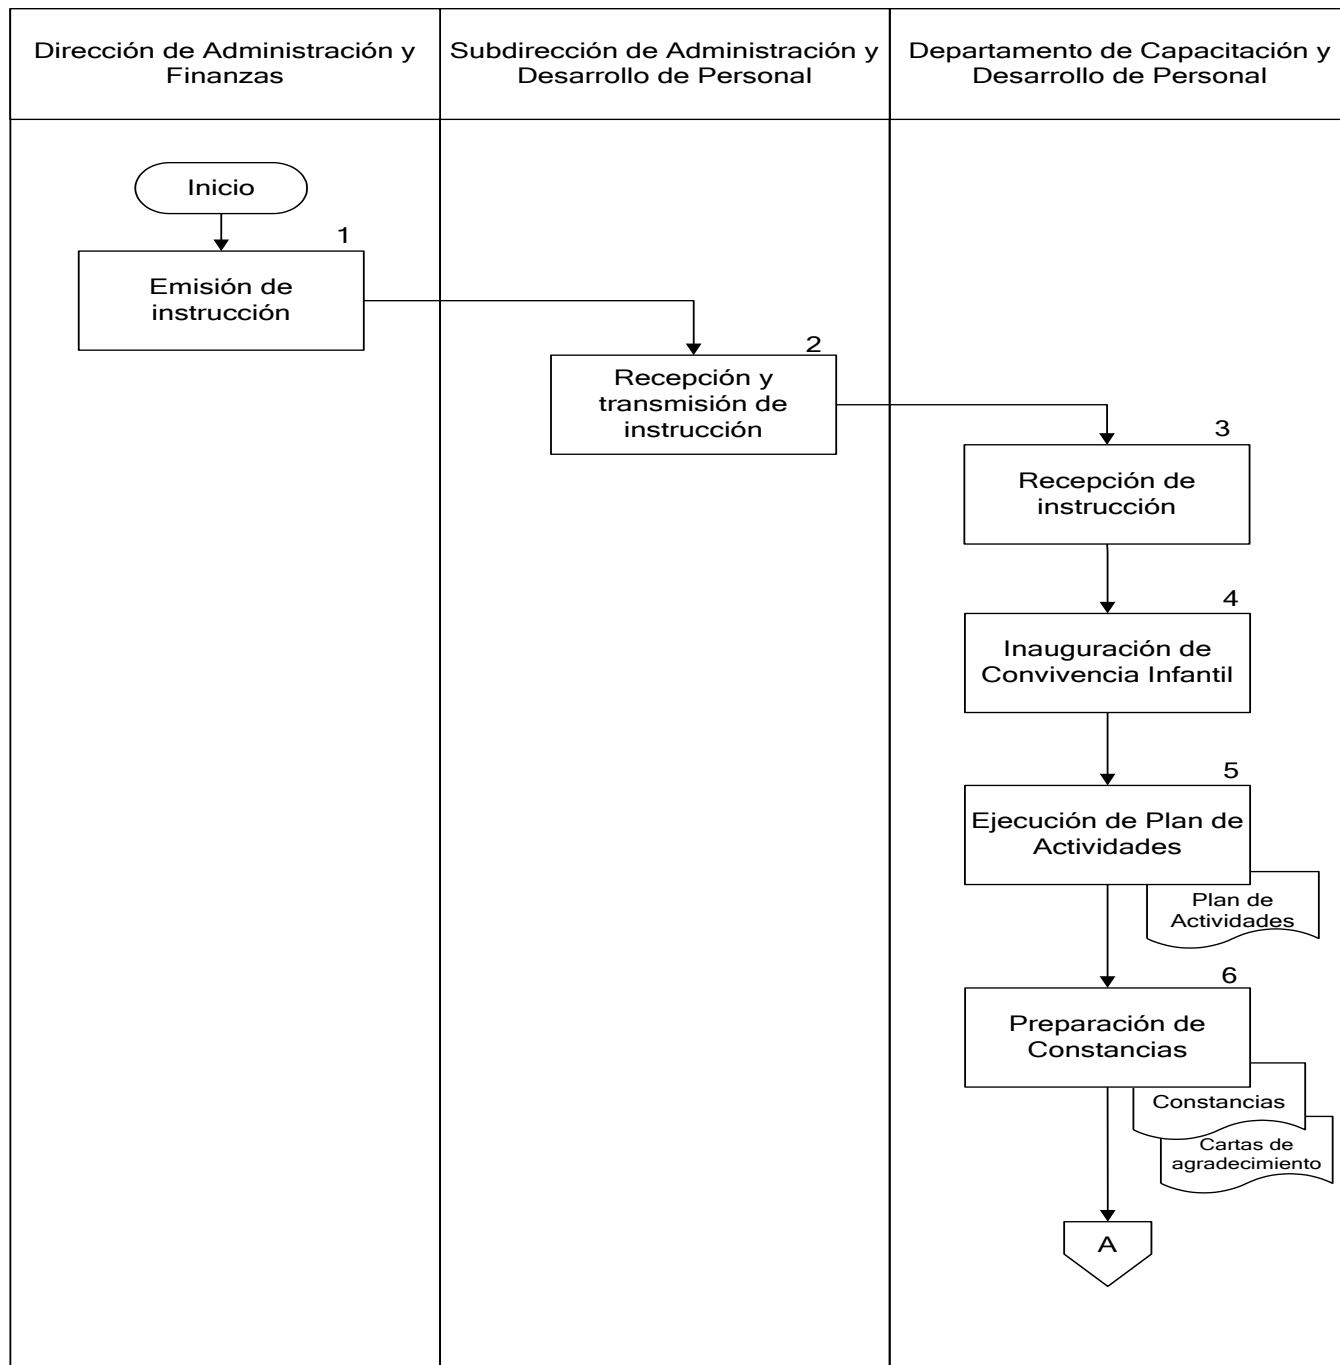 Dirección de Administración y
Finanzas
Subdirección de Administración y
Desarrollo de Personal
Departamento de Capacitación y
Desarrollo de Personal
Inicio
1
Emisión de
instrucción
2
Recepción y
transmisión de
instrucción
3
Recepción de
instrucción
4
Inauguración de
Convivencia Infantil
5
Ejecución de Plan de
Actividades
Plan de
Actividades
6
Preparación de
Constancias
Constancias
Cartas de
agradecimiento
A